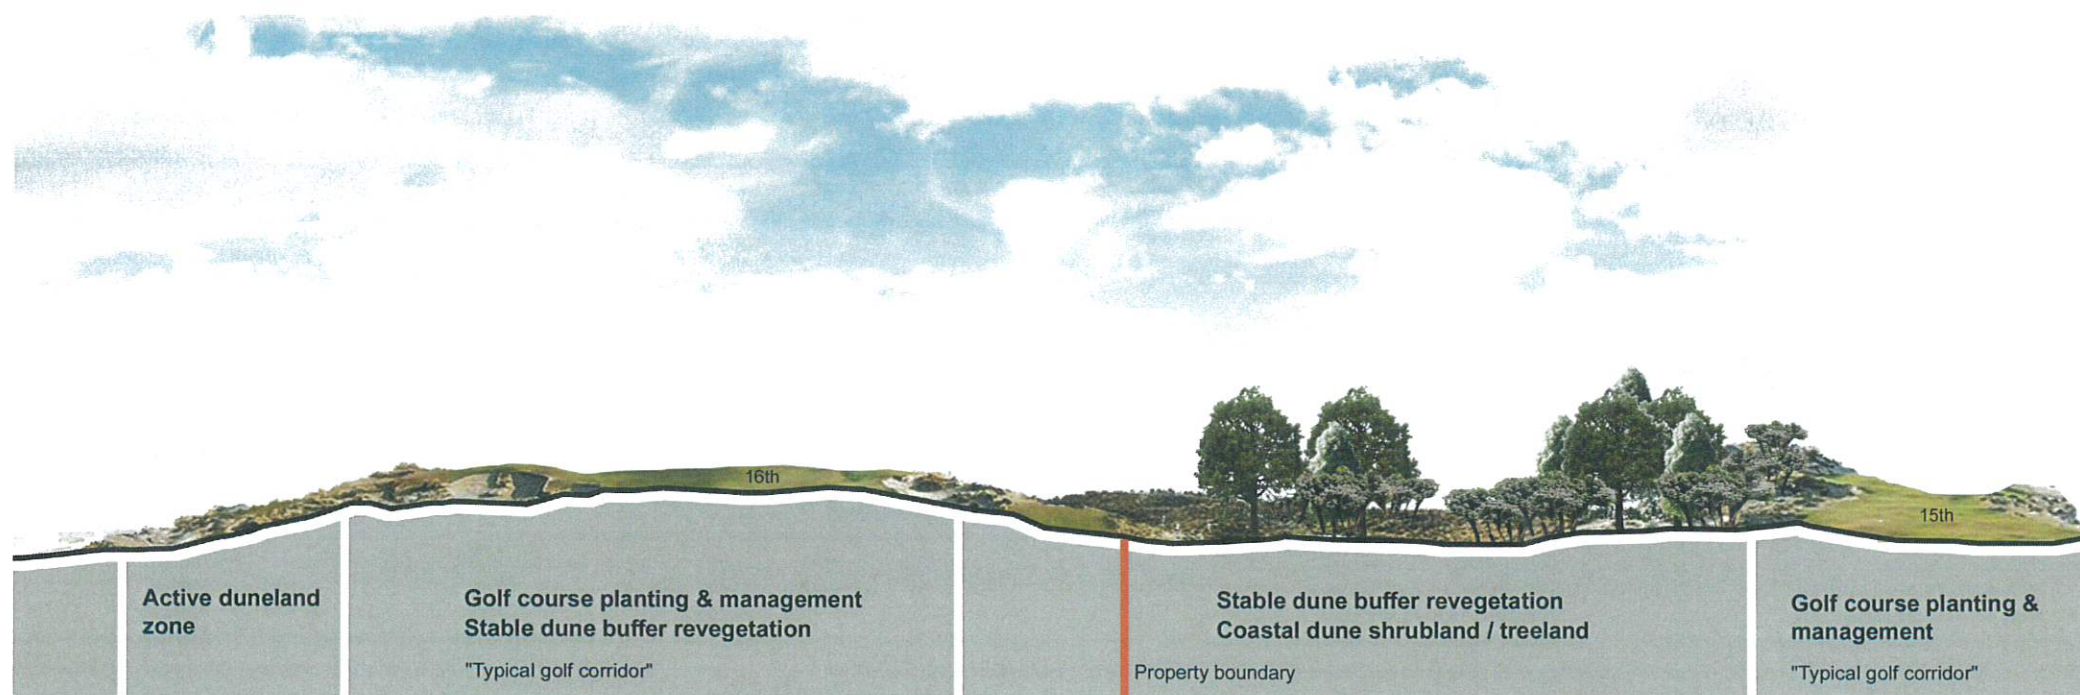 16th
15th
Active duneland
zone
Golf course planting & management
Stable dune buffer revegetation
"Typical golf corridor"
Property boundary
Stable dune buffer revegetation
Coastal dune shrubland / treeland
Golf course planting &
management
"Typical golf corridor"